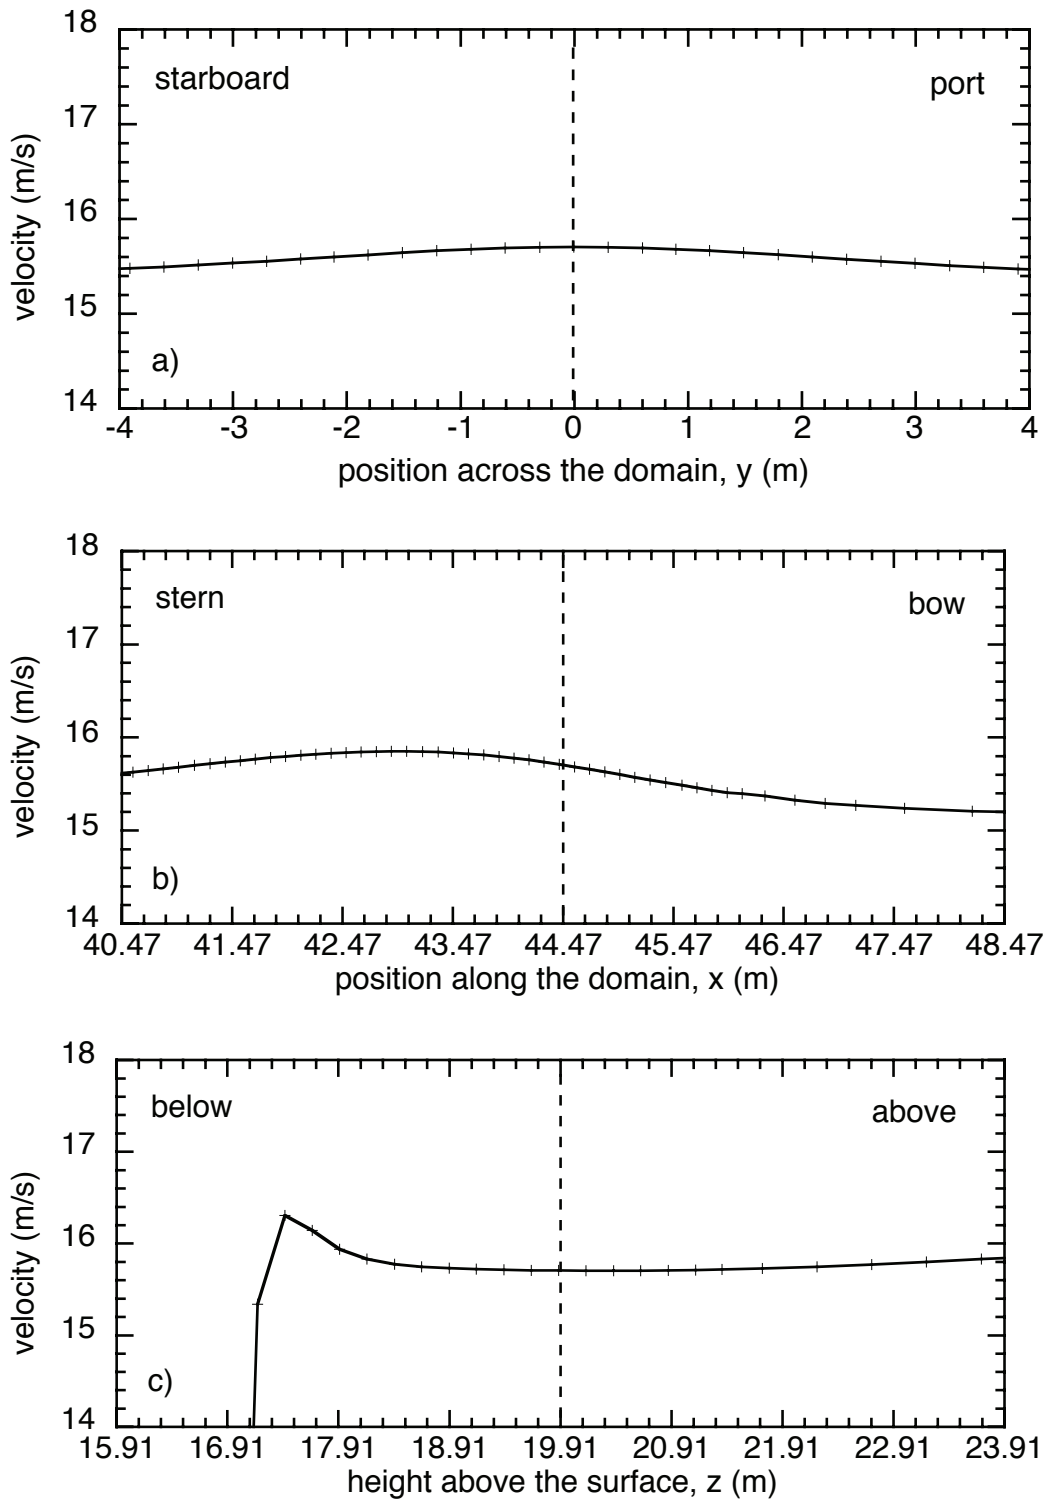 18
starboard
port
17
16
15
a)
14
velocity (m/s)
-4 -3 -2 -1 0 1 2 3 4
position across the domain, y (m)
18
stern
bow
17
16
15
b)
14
velocity (m/s)
40.47 41.47 42.47 43.47 44.47 45.47 46.47 47.47 48.47
position along the domain, x (m)
18
below
above
17
16
15
c)
14
velocity (m/s)
15.91 16.91 17.91 18.91 19.91 20.91 21.91 22.91 23.91
height above the surface, z (m)